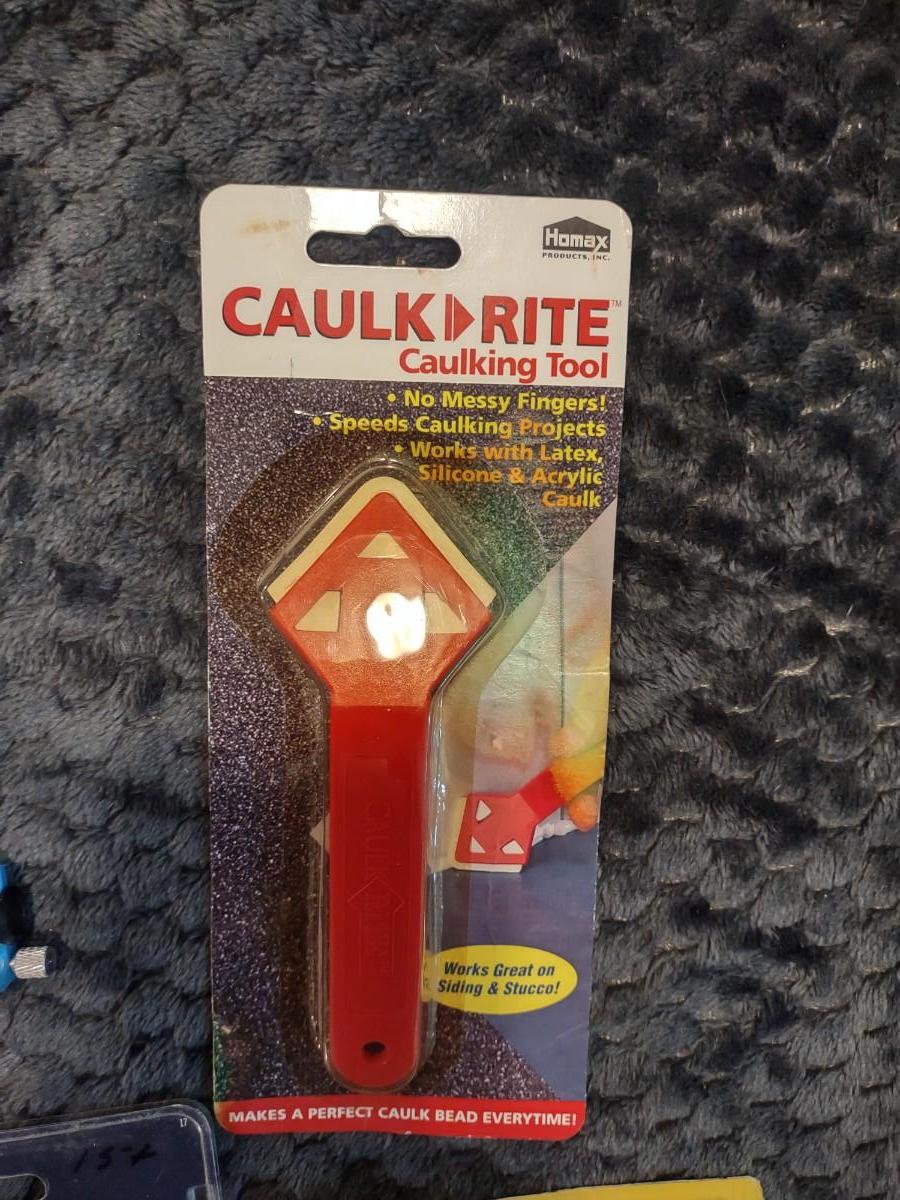 Homax
PRODUCTS, INC.
CAULK RITE™
Caulking Tool
• No Messy Fingers!
• Speeds Caulking Projects
• Works with Latex,
Silicone & Acrylic
Caulk
CAULK RITE
Works Great on
Siding & Stucco!
MAKES A PERFECT CAULK BEAD EVERYTIME!
17